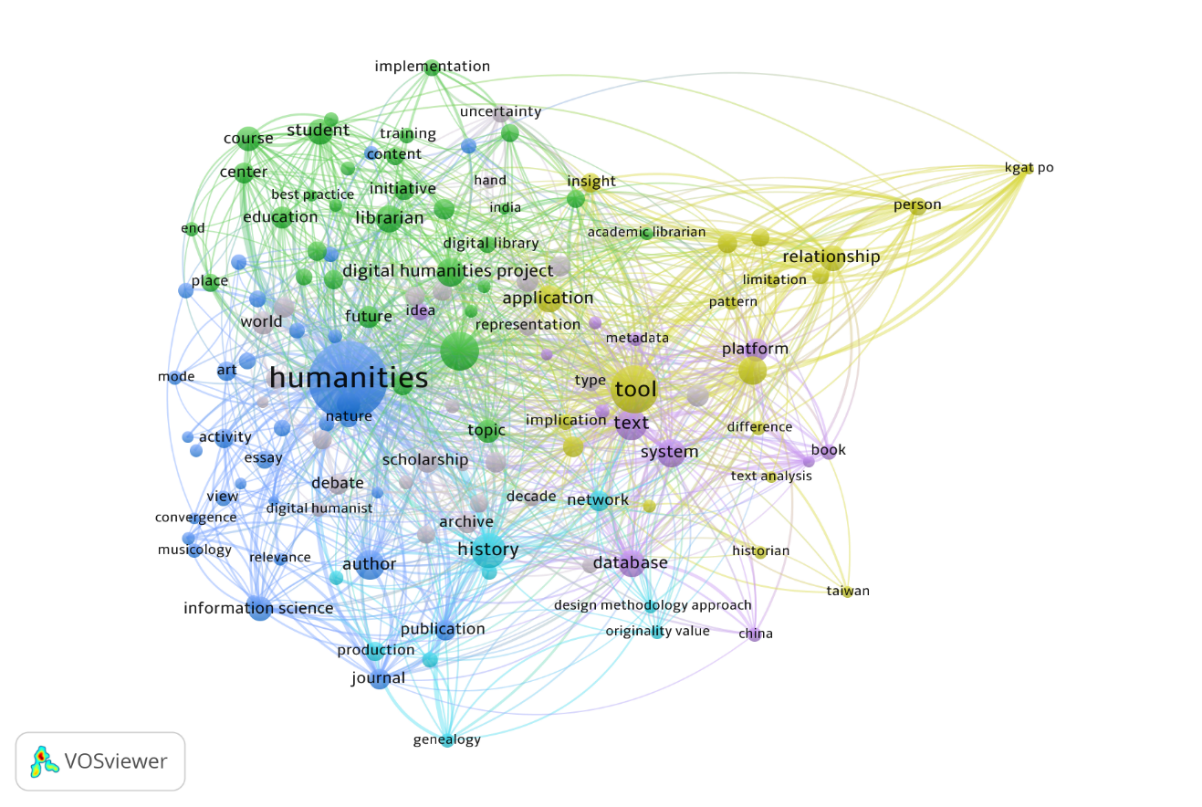 implementation
uncertainty
student
training
course
content
kgat po
center
hand
insight
best practice
initiative
person
india
education
librarian
end
academic librarian
digital library
relationship
digital humanities project
limitation
place
application
pattern
idea
future
world
representation
metadata
platform
mode
art
humanities
type
tool
nature
implication
text
difference
topic
activity
system
book
essay
scholarship
text analysis
debate
view
decade
network
digital humanist
convergence
archive
musicology
relevance
history
historian
author
database
taiwan
information science
design methodology approach
publication
originality value
china
production
journal
genealogy
VOSviewer